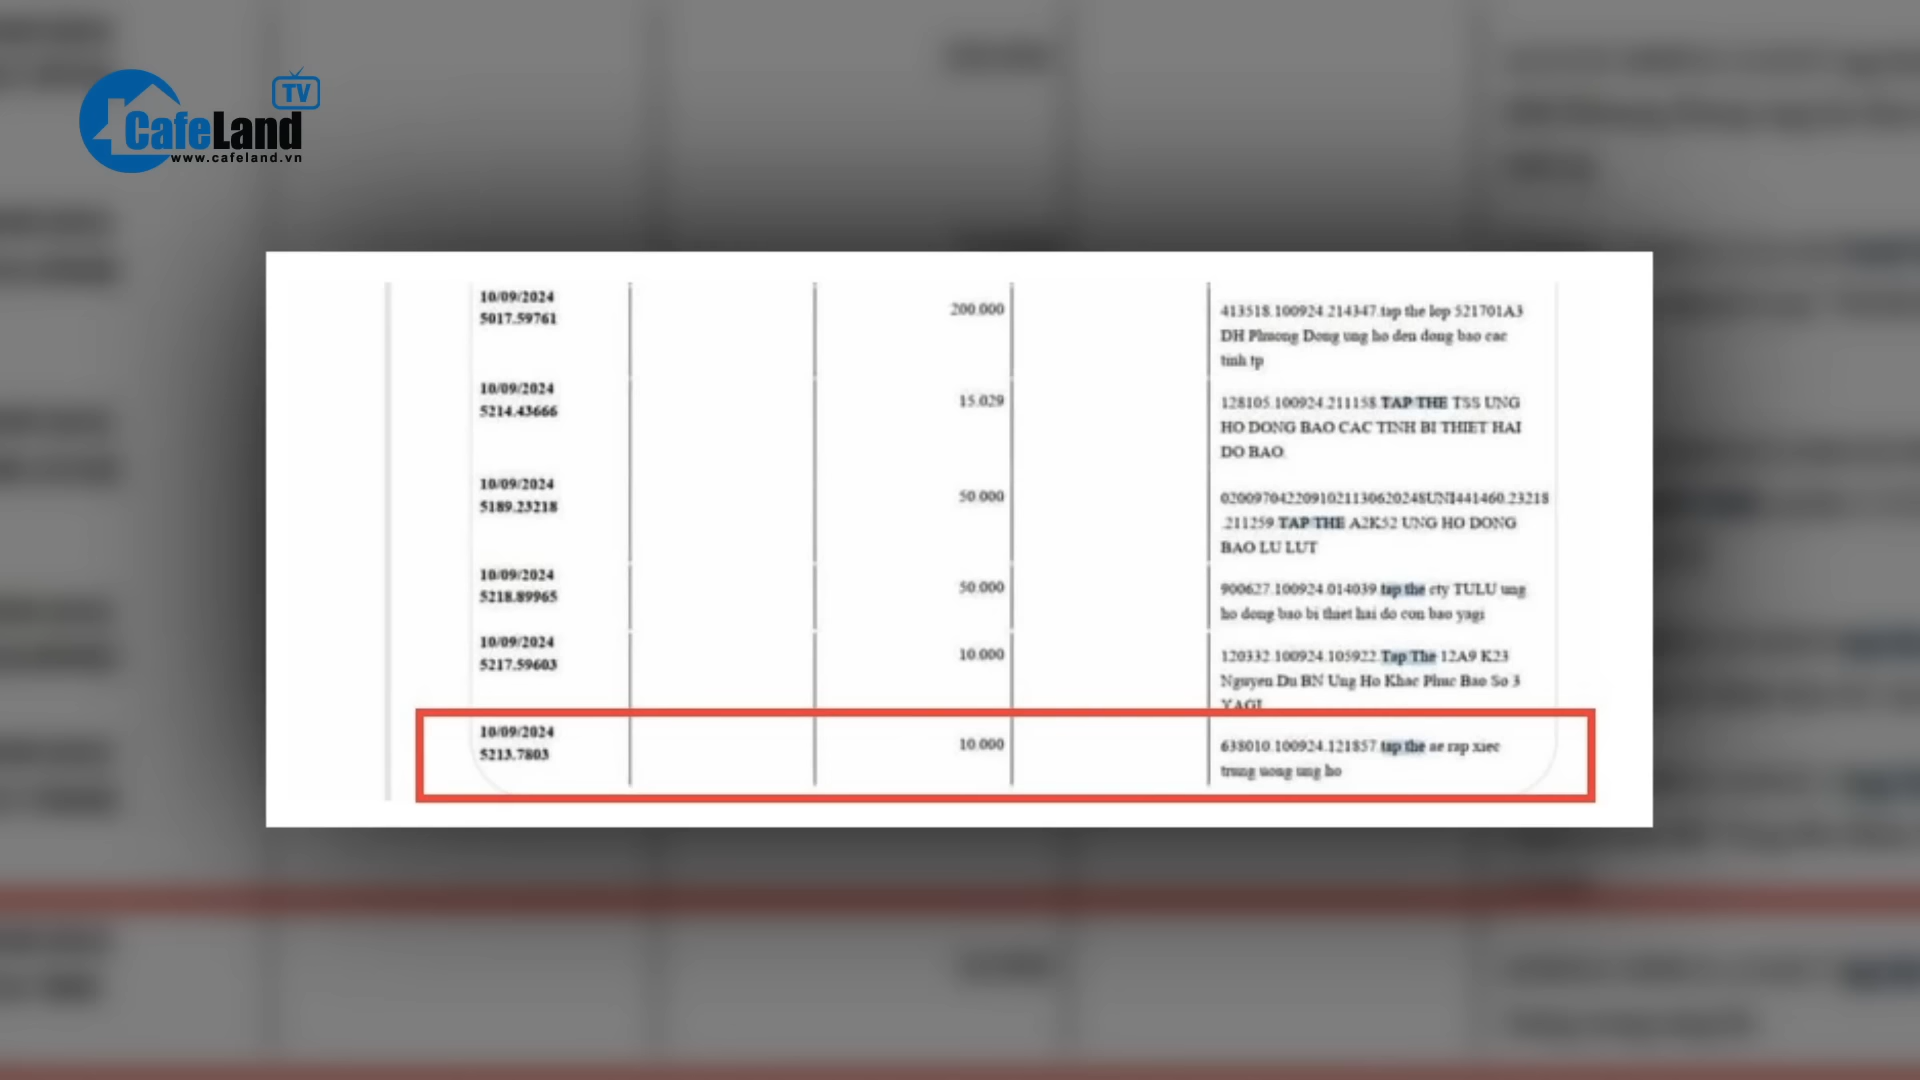 TV
CafeLand
www.cafeland.vn
10/09/2024
5017.59761
200.000
413518.100924.214347.tap the lop 521701A3
DH Phuong Dong ung ho den dong bao cac
tinh tp
10/09/2024
5214.43666
15.029
128105.100924.211158.TAP THE TSS UNG
HO DONG BAO CAC TINH BI THIET HAI
DO BAO
10/09/2024
5189.23218
50.000
0200970422091021130620248UNI441460.23218
.211259.TAP THE A2K52 UNG HO DONG
BAO LU LUT
10/09/2024
5218.89965
50.000
900627.100924.014039.tap the cty TULU ung
ho dong bao bi thiet hai do con bao yagi
10/09/2024
5217.59603
10.000
120332.100924.105922.Tap The 12A9 K23
Nguyen Du BN Ung Ho Khac Phuc Bao So 3
YAGI
10/09/2024
5213.7803
10.000
638010.100924.121857.tap the ae rap xiec
trung uong ung ho